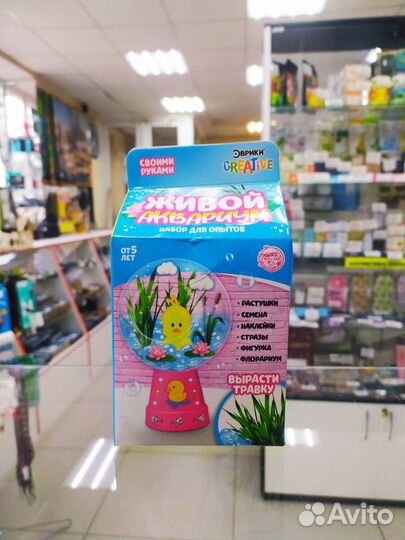 СВОИМИ
РУКАМИ
ЭВРИКИ
CREATIVE
ЖИВОЙ
АКВАРИУМ
НАБОР ДЛЯ ОПЫТОВ
ОТ 5
ЛЕТ
• РАСТУШКИ
• СЕМЕНА
• НАКЛЕЙКИ
• СТРАЗЫ
• ФИГУРКА
• ФЛОРАРИУМ
ВЫРАСТИ
ТРАВКУ
Avito